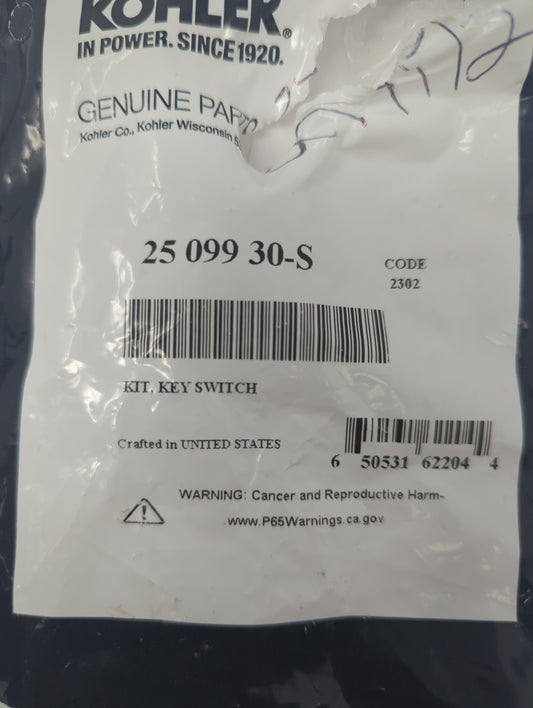 KOHLER®
IN POWER. SINCE 1920.
GENUINE
Kohler Co., Kohler Wisconsin
25 099 30-S
CODE
2302
KIT, KEY SWITCH
Crafted in UNITED STATES
6 50531 62204 4
WARNING: Cancer and Reproductive Harm-
www.P65Warnings.ca.gov